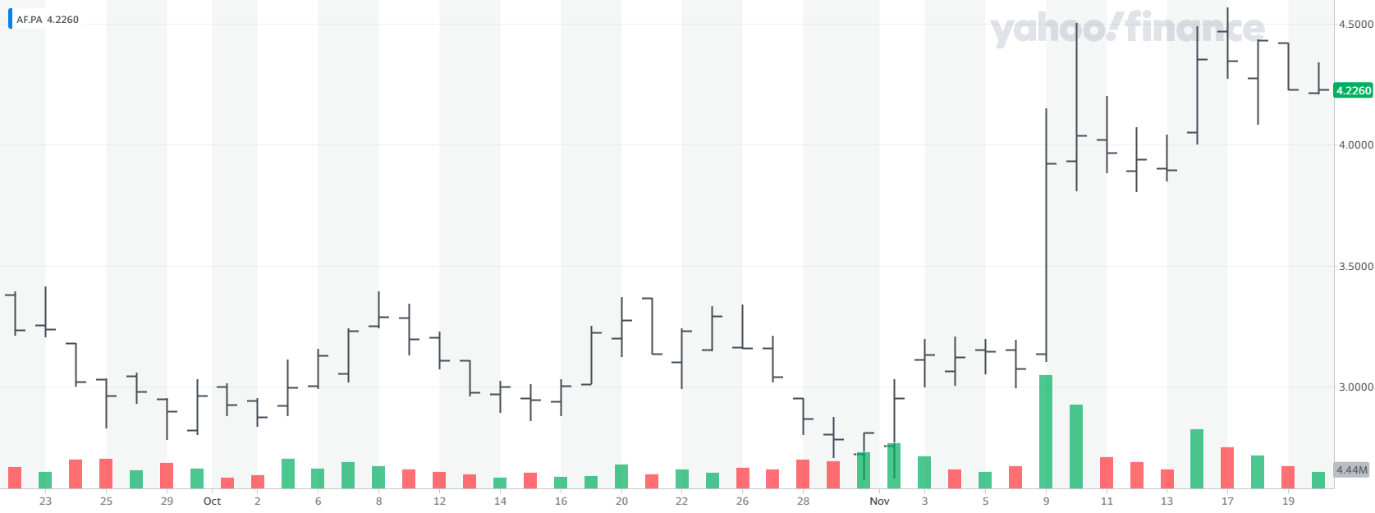 AF.PA 4.2260
yahoo!finance
4.5000
4.2260
4.0000
3.5000
3.0000
4.44M
23 25 29 Oct 2 6 8 12 14 16 20 22 26 28 Nov 3 5 9 11 13 17 19